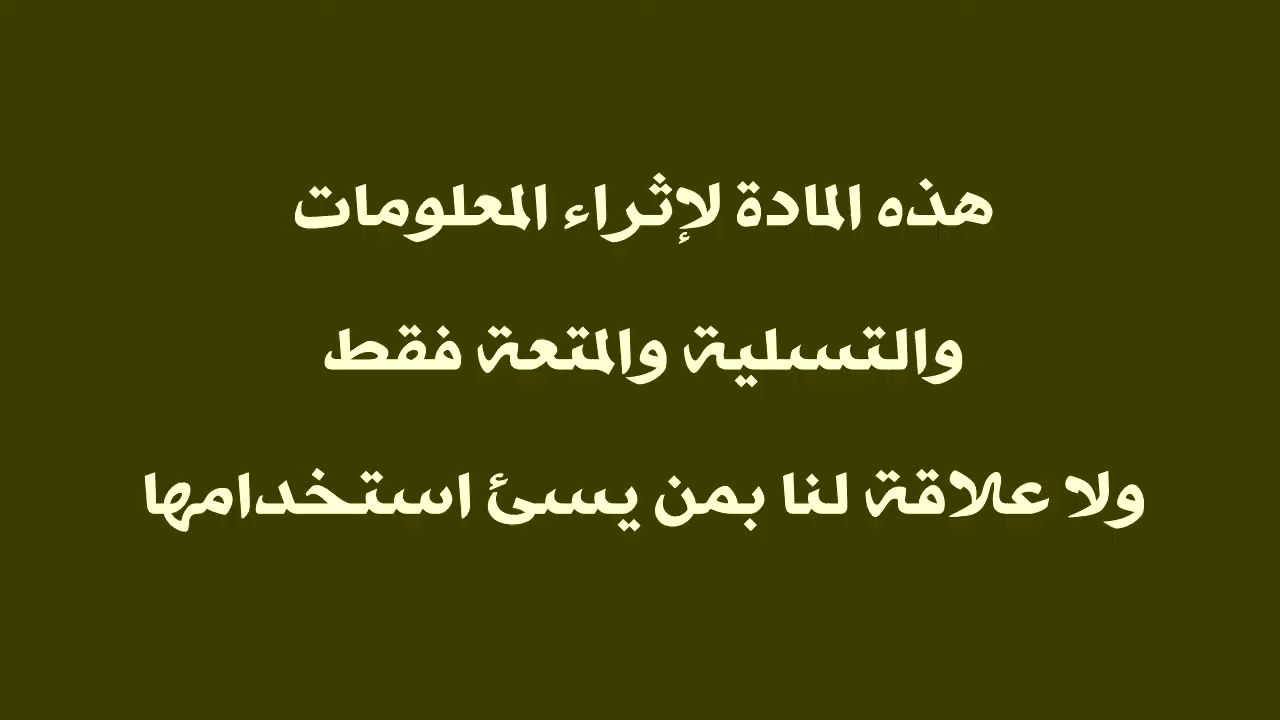 هذه المادة لإثراء المعلومات
والتسلية والمتعة فقط
ولا علاقة لنا بمن يسئ استخدامها